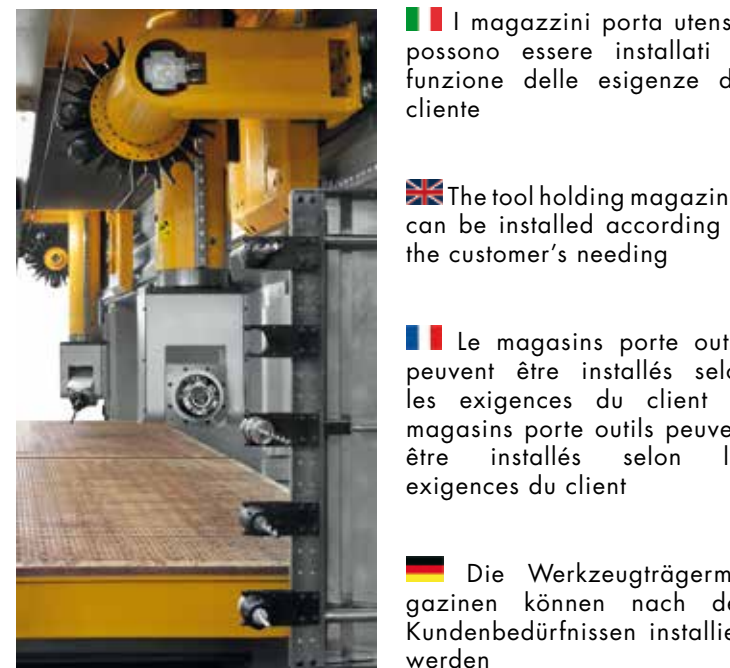 I magazzini porta utens
possono essere installati
funzione delle esigenze d
cliente
The tool holding magazin
can be installed according
the customer's needing
Le magasins porte out
peuvent être installés selo
les exigences du client
magasins porte outils peuve
être installés selon l
exigences du client
Die Werkzeugträgerm
gazinen können nach de
Kundenbedürfnissen installie
werden